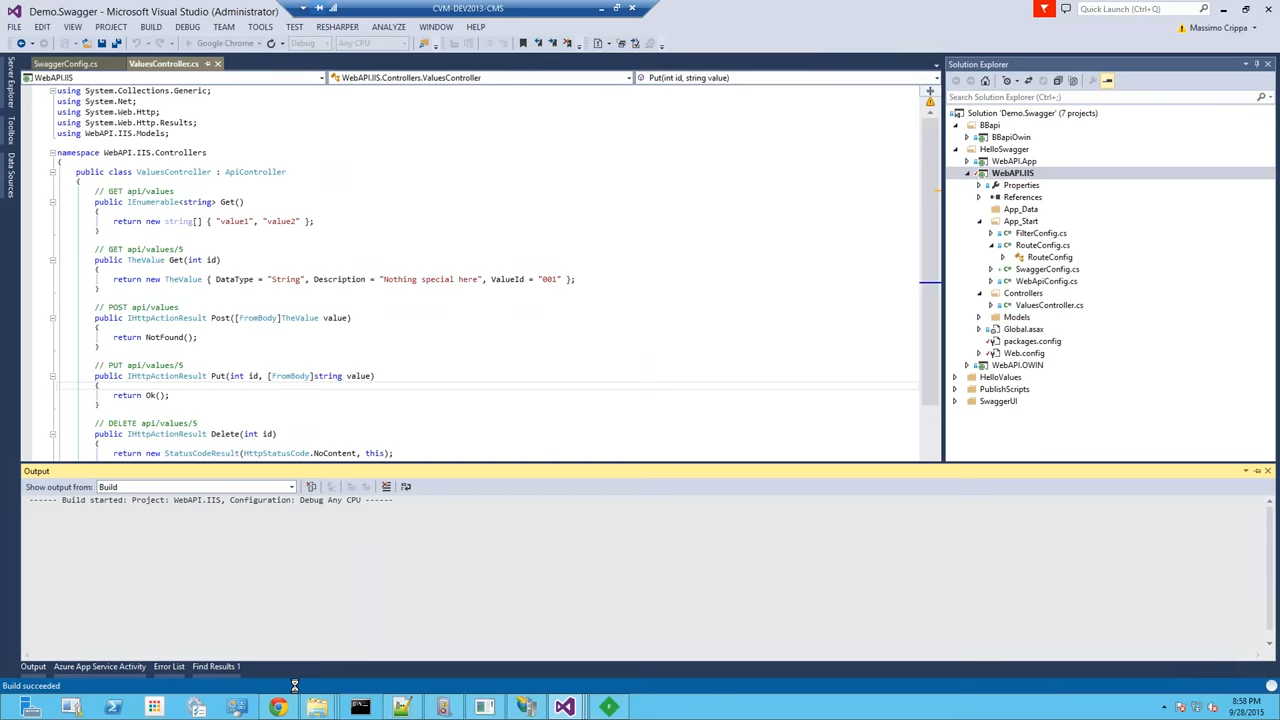 Demo.Swagger - Microsoft Visual Studio (Administrator)
CVM-DEV2013-CMS
Quick Launch (Ctrl+Q)
FILE EDIT VIEW PROJECT BUILD DEBUG TEAM TOOLS TEST RESHARPER ANALYZE WINDOW HELP
Massimo Crippa
Google Chrome Debug Any CPU
SwaggerConfig.cs ValuesController.cs
WebAPI.IIS WebAPI.IIS.Controllers.ValuesController Put(int id, string value)
Server Explorer
Toolbox
Data Sources
using System.Collections.Generic;
using System.Net;
using System.Web.Http;
using System.Web.Http.Results;
using WebAPI.IIS.Models;
namespace WebAPI.IIS.Controllers
{
public class ValuesController : ApiController
{
// GET api/values
public IEnumerable<string> Get()
{
return new string[] { "value1", "value2" };
}
// GET api/values/5
public TheValue Get(int id)
{
return new TheValue { DataType = "String", Description = "Nothing special here", ValueId = "001" };
}
// POST api/values
public IHttpActionResult Post([FromBody]TheValue value)
{
return NotFound();
}
// PUT api/values/5
public IHttpActionResult Put(int id, [FromBody]string value)
{
return Ok();
}
// DELETE api/values/5
public IHttpActionResult Delete(int id)
{
return new StatusCodeResult(HttpStatusCode.NoContent, this);
Solution Explorer
Search Solution Explorer (Ctrl+;)
Solution 'Demo.Swagger' (7 projects)
BBapi
BBapiOwin
HelloSwagger
WebAPI.App
WebAPI.IIS
Properties
References
App_Data
App_Start
FilterConfig.cs
RouteConfig.cs
RouteConfig
SwaggerConfig.cs
WebApiConfig.cs
Controllers
ValuesController.cs
Models
Global.asax
packages.config
Web.config
WebAPI.OWIN
HelloValues
PublishScripts
SwaggerUI
Output
Show output from: Build
------ Build started: Project: WebAPI.IIS, Configuration: Debug Any CPU ------
Output Azure App Service Activity Error List Find Results 1
Build succeeded
8:58 PM
9/28/2015